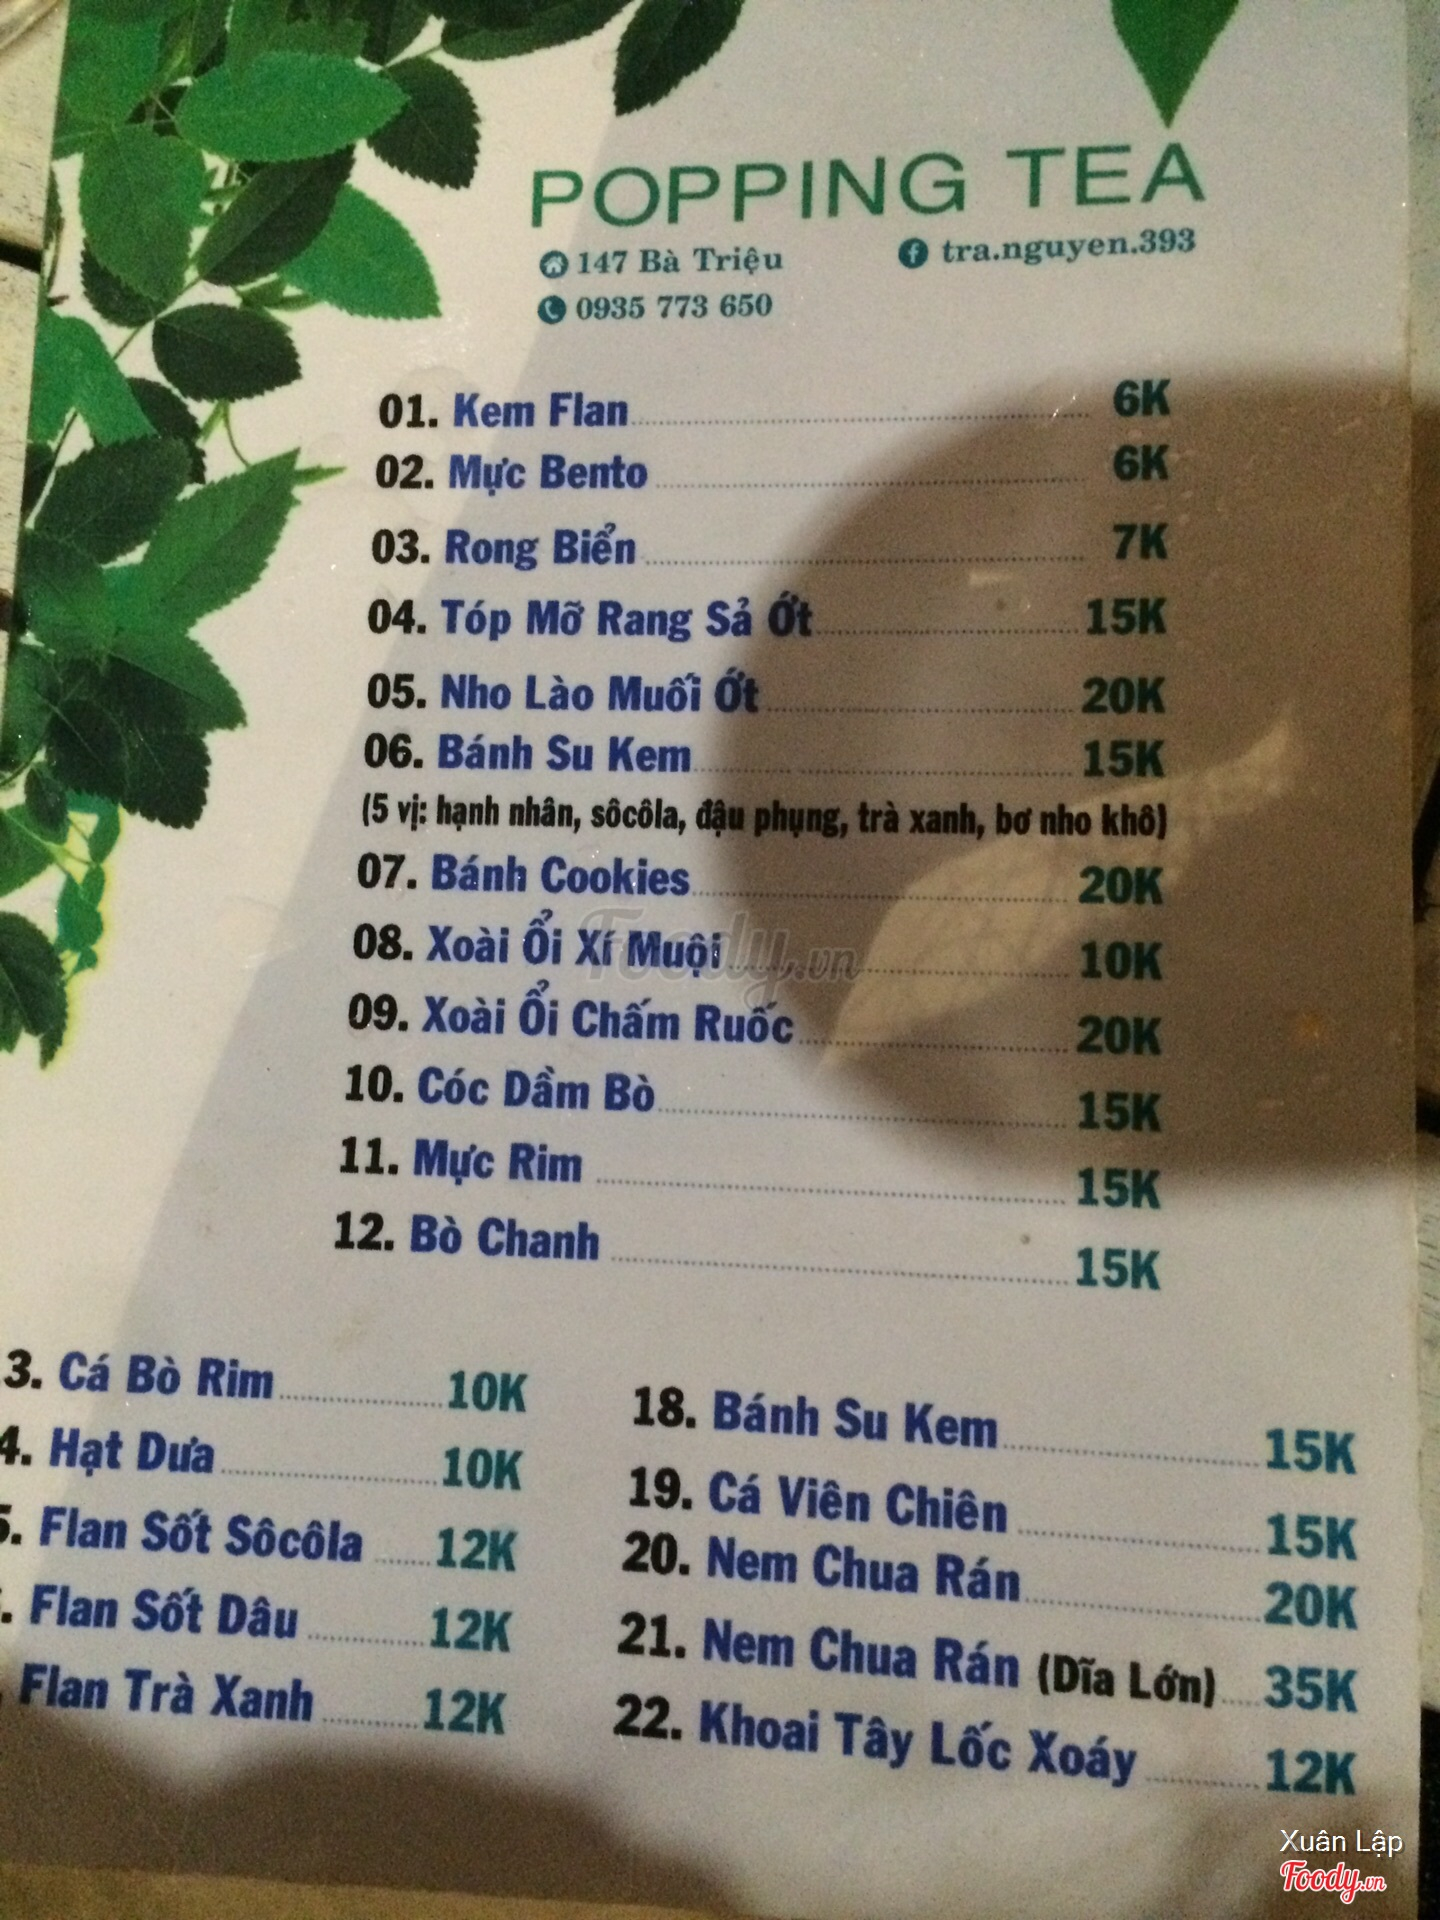 POPPING TEA
147 Bà Triệu
tra.nguyen.393
0935 773 650
01. Kem Flan 6K
02. Mực Bento 6K
03. Rong Biển 7K
04. Tóp Mỡ Rang Sả Ớt 15K
05. Nho Lào Muối Ớt 20K
06. Bánh Su Kem 15K
(5 vị: hạnh nhân, sôcôla, đậu phụng, trà xanh, bơ nho khô)
07. Bánh Cookies 20K
08. Xoài Ổi Xí Muội 10K
09. Xoài Ổi Chấm Ruốc 20K
10. Cóc Dầm Bò 15K
11. Mực Rim 15K
12. Bò Chanh 15K
3. Cá Bò Rim 10K
4. Hạt Dưa 10K
5. Flan Sốt Sôcôla 12K
. Flan Sốt Dâu 12K
Flan Trà Xanh 12K
18. Bánh Su Kem 15K
19. Cá Viên Chiên 15K
20. Nem Chua Rán 20K
21. Nem Chua Rán (Dĩa Lớn) 35K
22. Khoai Tây Lốc Xoáy 12K
Foody.vn
Xuân Lập
Foody.vn